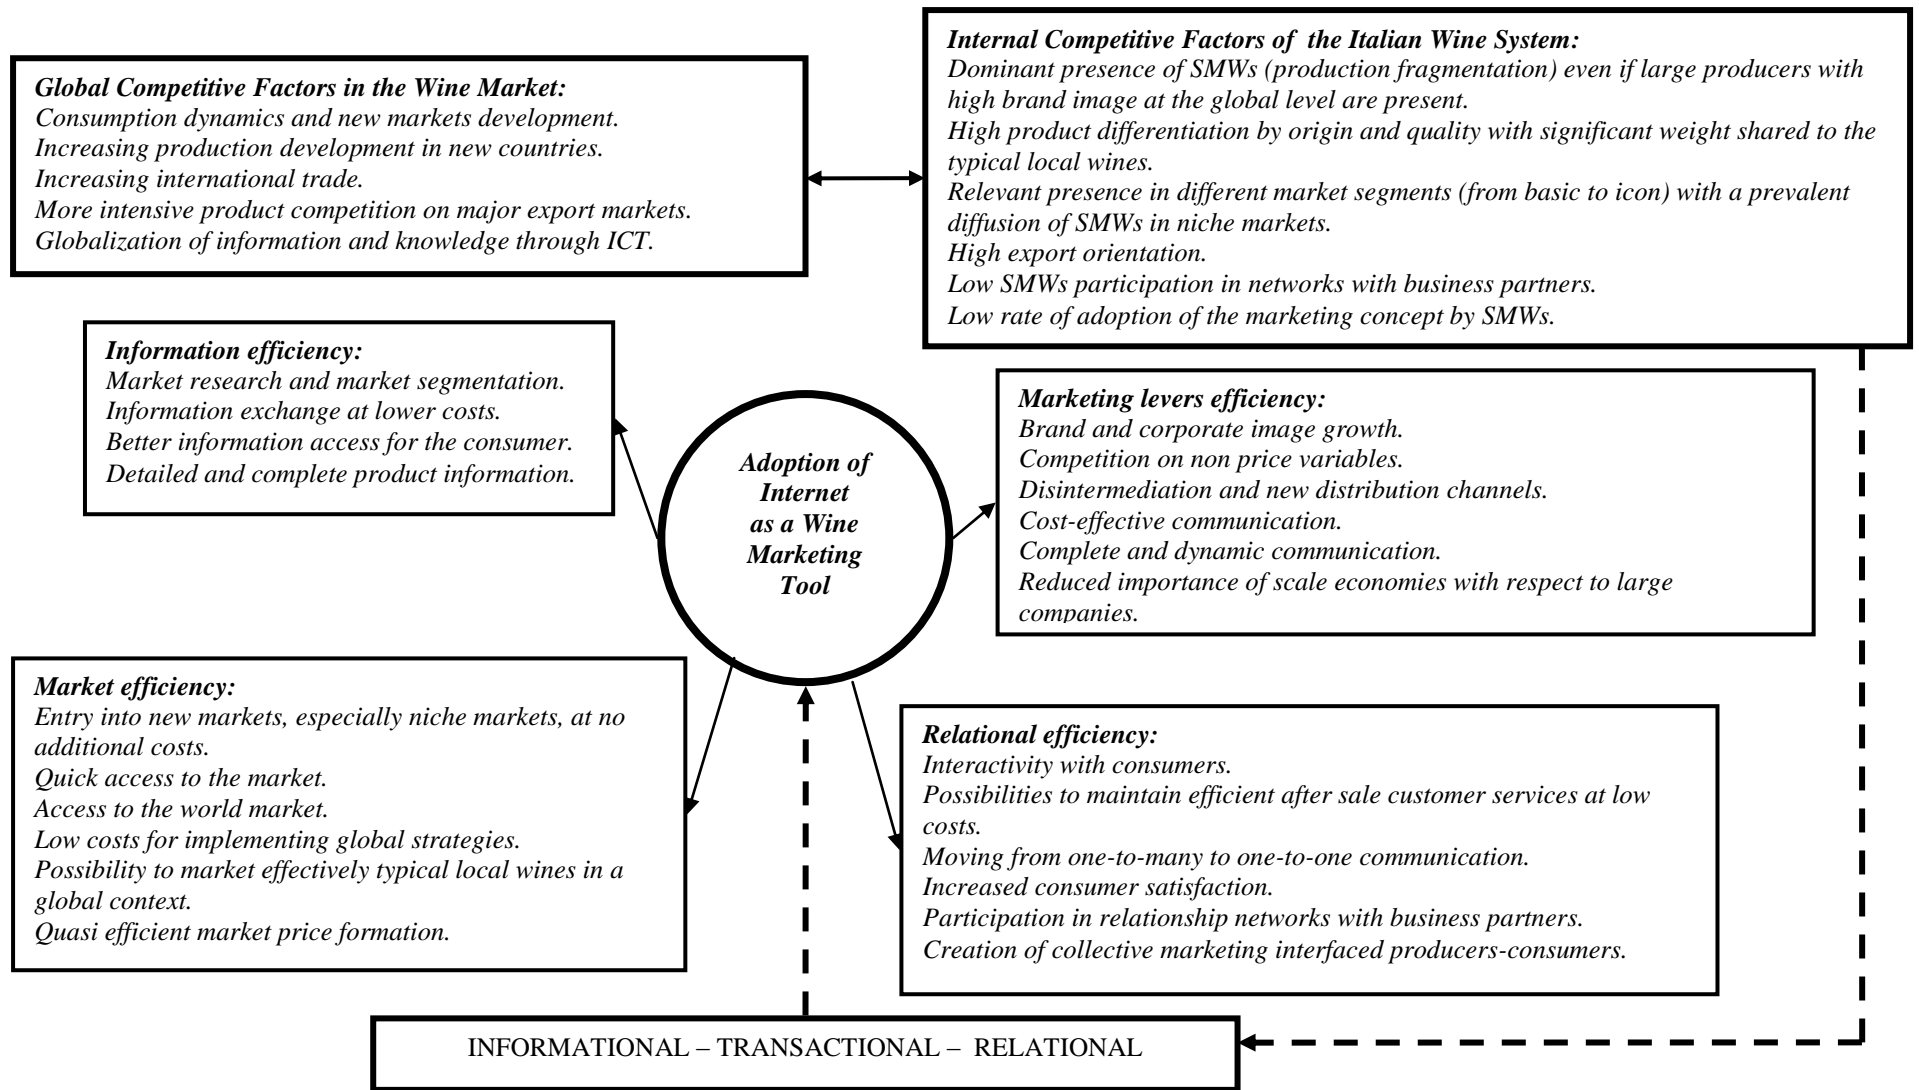 Global Competitive Factors in the Wine Market:
Consumption dynamics and new markets development.
Increasing production development in new countries.
Increasing international trade.
More intensive product competition on major export markets.
Globalization of information and knowledge through ICT.
Internal Competitive Factors of the Italian Wine System:
Dominant presence of SMWs (production fragmentation) even if large producers with
high brand image at the global level are present.
High product differentiation by origin and quality with significant weight shared to the
typical local wines.
Relevant presence in different market segments (from basic to icon) with a prevalent
diffusion of SMWs in niche markets.
High export orientation.
Low SMWs participation in networks with business partners.
Low rate of adoption of the marketing concept by SMWs.
Information efficiency:
Market research and market segmentation.
Information exchange at lower costs.
Better information access for the consumer.
Detailed and complete product information.
Adoption of
Internet
as a Wine
Marketing
Tool
Marketing levers efficiency:
Brand and corporate image growth.
Competition on non price variables.
Disintermediation and new distribution channels.
Cost-effective communication.
Complete and dynamic communication.
Reduced importance of scale economies with respect to large
companies.
Market efficiency:
Entry into new markets, especially niche markets, at no
additional costs.
Quick access to the market.
Access to the world market.
Low costs for implementing global strategies.
Possibility to market effectively typical local wines in a
global context.
Quasi efficient market price formation.
Relational efficiency:
Interactivity with consumers.
Possibilities to maintain efficient after sale customer services at low
costs.
Moving from one-to-many to one-to-one communication.
Increased consumer satisfaction.
Participation in relationship networks with business partners.
Creation of collective marketing interfaced producers-consumers.
INFORMATIONAL – TRANSACTIONAL – RELATIONAL